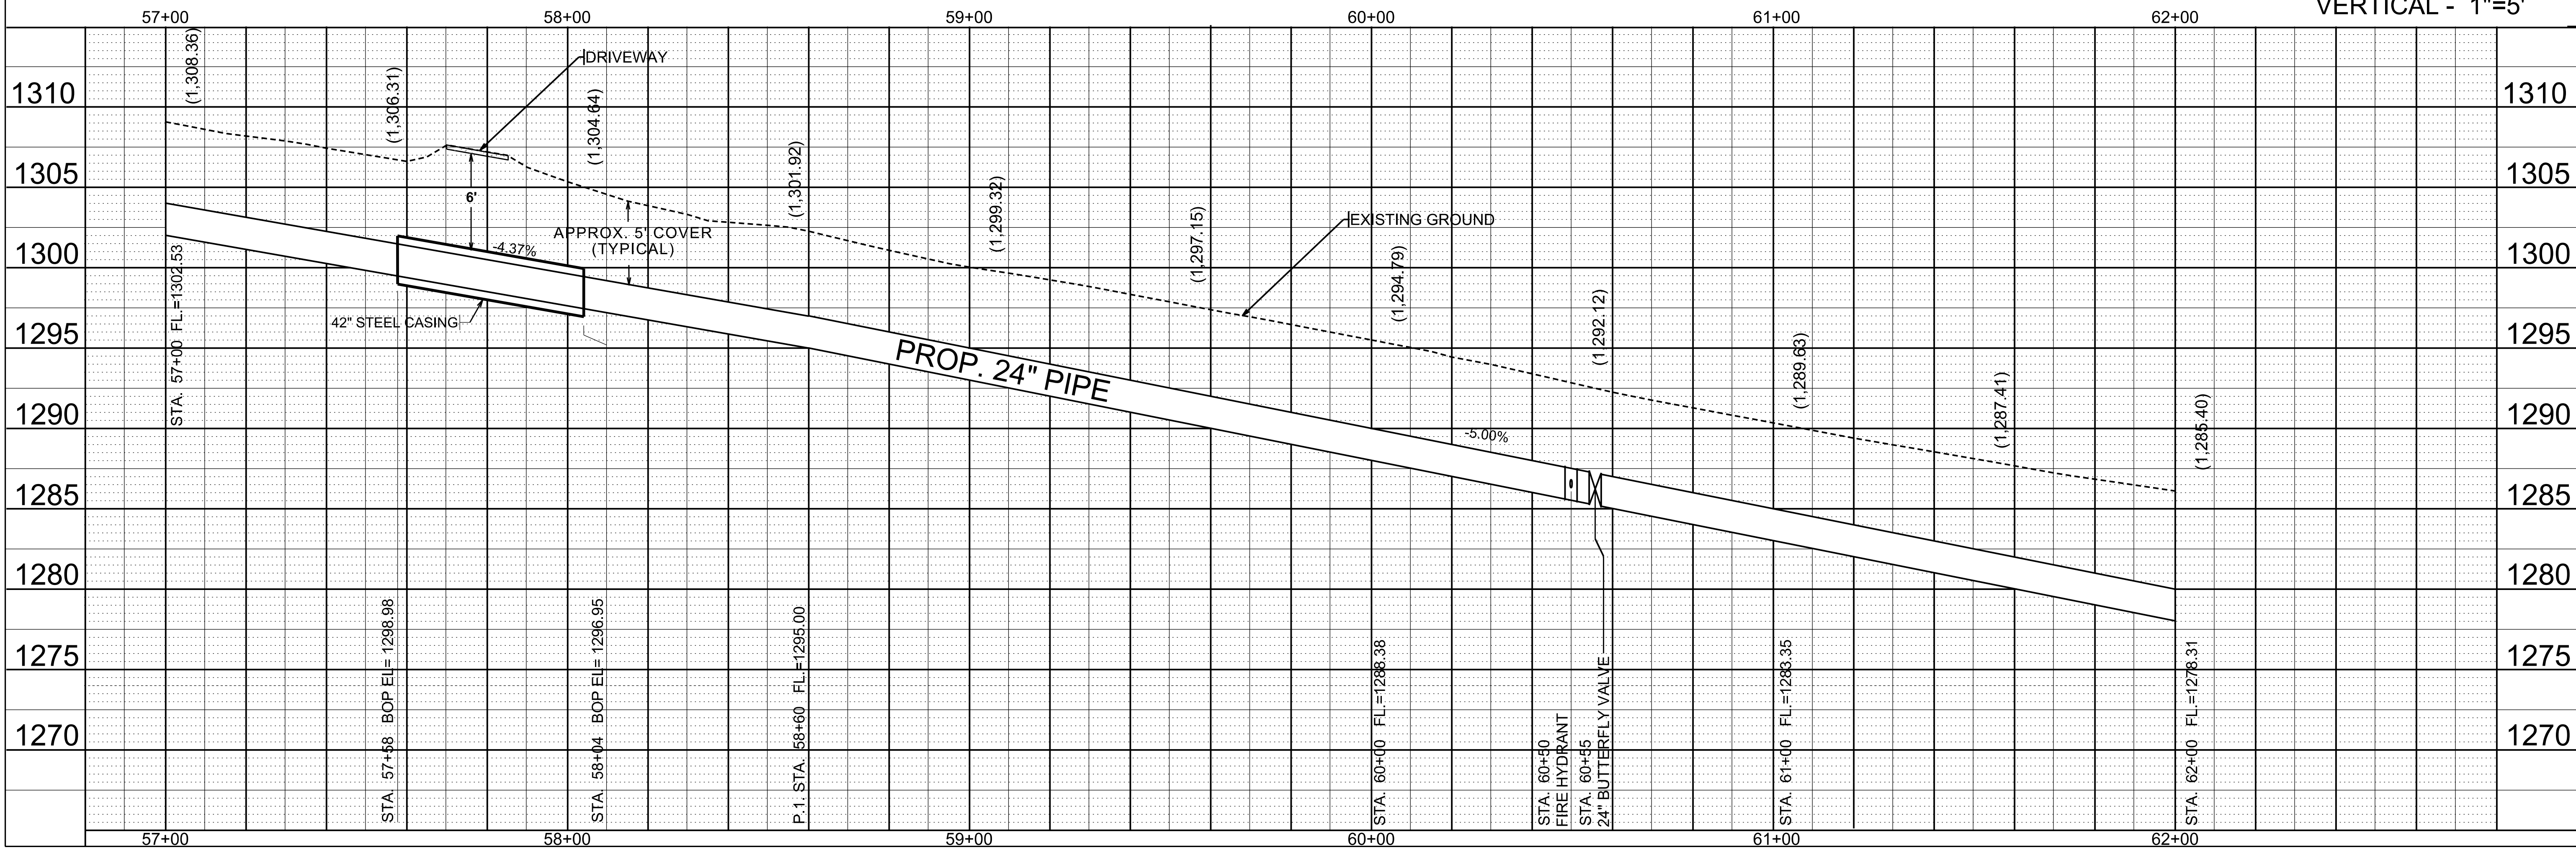 VERTICAL - 1"=5'
57+00 58+00 59+00 60+00 61+00 62+00
(1,308.36)
(1,306.31)
DRIVEWAY
(1,304.64)
(1,301.92)
(1,299.32)
(1,297.15)
EXISTING GROUND
(1,294.79)
(1,292.12)
(1,289.63)
(1,287.41)
(1,285.40)
1310 1310
1305 1305
1300 1300
1295 1295
1290 1290
1285 1285
1280 1280
1275 1275
1270 1270
6'
-4.37%
APPROX. 5' COVER
(TYPICAL)
42" STEEL CASING
PROP. 24" PIPE
-5.00%
STA. 57+00 FL.=1302.53
STA. 57+58 BOP EL= 1298.98
STA. 58+04 BOP EL= 1296.95
P.1. STA. 58+60 FL.=1295.00
STA. 60+00 FL.=1288.38
STA. 60+50
FIRE HYDRANT
STA. 60+55
24" BUTTERFLY VALVE
STA. 61+00 FL.=1283.35
STA. 62+00 FL.=1278.31
57+00 58+00 59+00 60+00 61+00 62+00